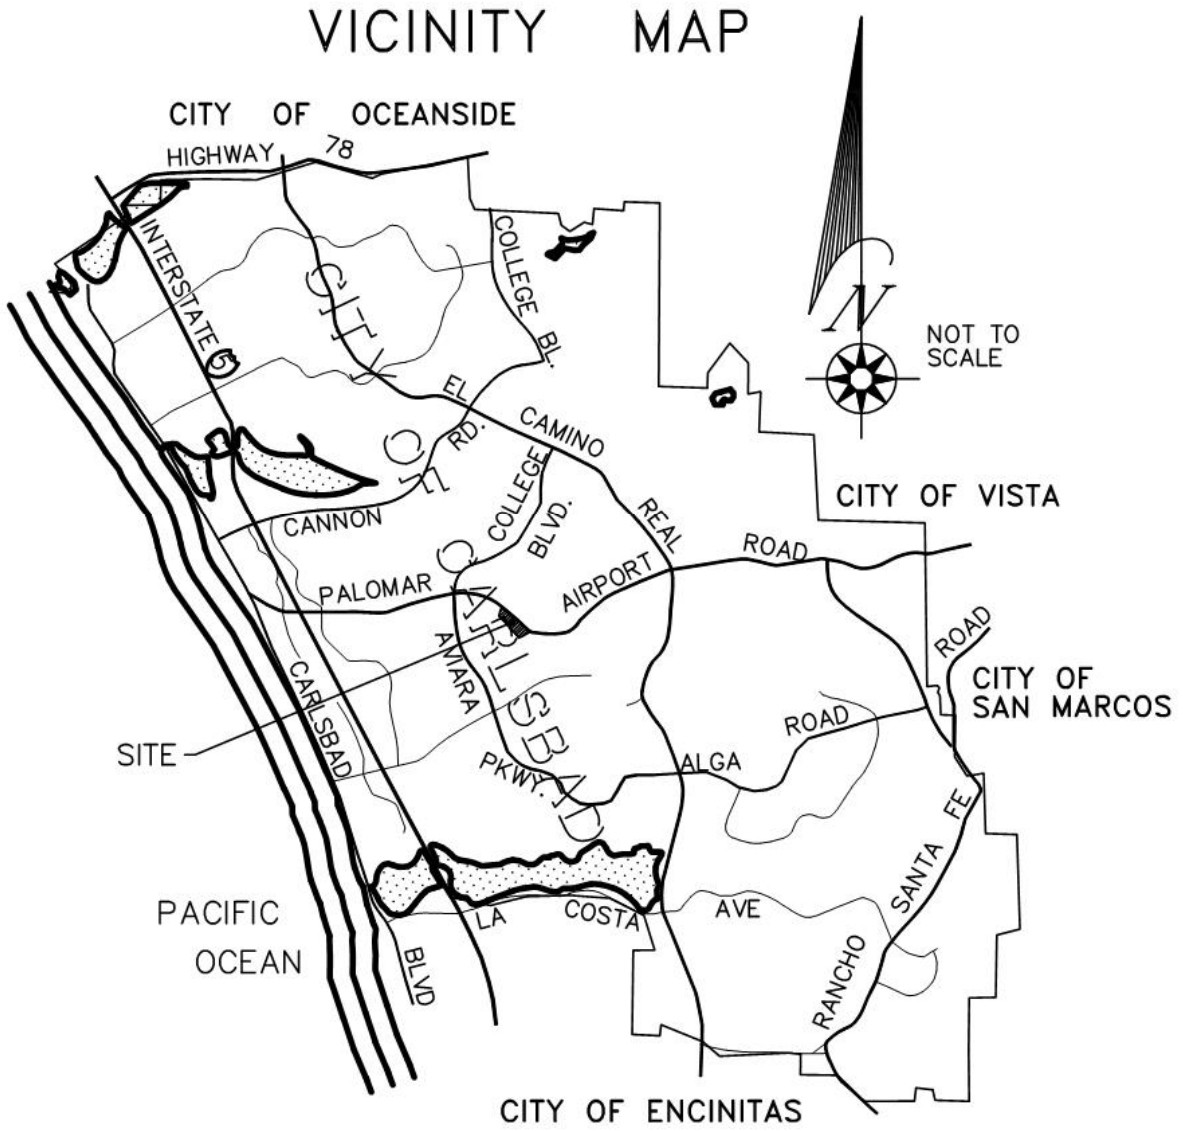 VICINITY MAP
CITY OF OCEANSIDE
HIGHWAY 78
INTERSTATE 5
COLLEGE BL.
CITY
OF
CARLSBAD
N
NOT TO
SCALE
EL CAMINO REAL
CANNON RD.
COLLEGE
BLVD.
CITY OF VISTA
PALOMAR AIRPORT ROAD
AMARA
PKWY.
ROAD
CITY OF
SAN MARCOS
SITE
CARLSBAD
BLVD
ALGA ROAD
RANCHO SANTA FE
LA COSTA AVE
PACIFIC
OCEAN
CITY OF ENCINITAS